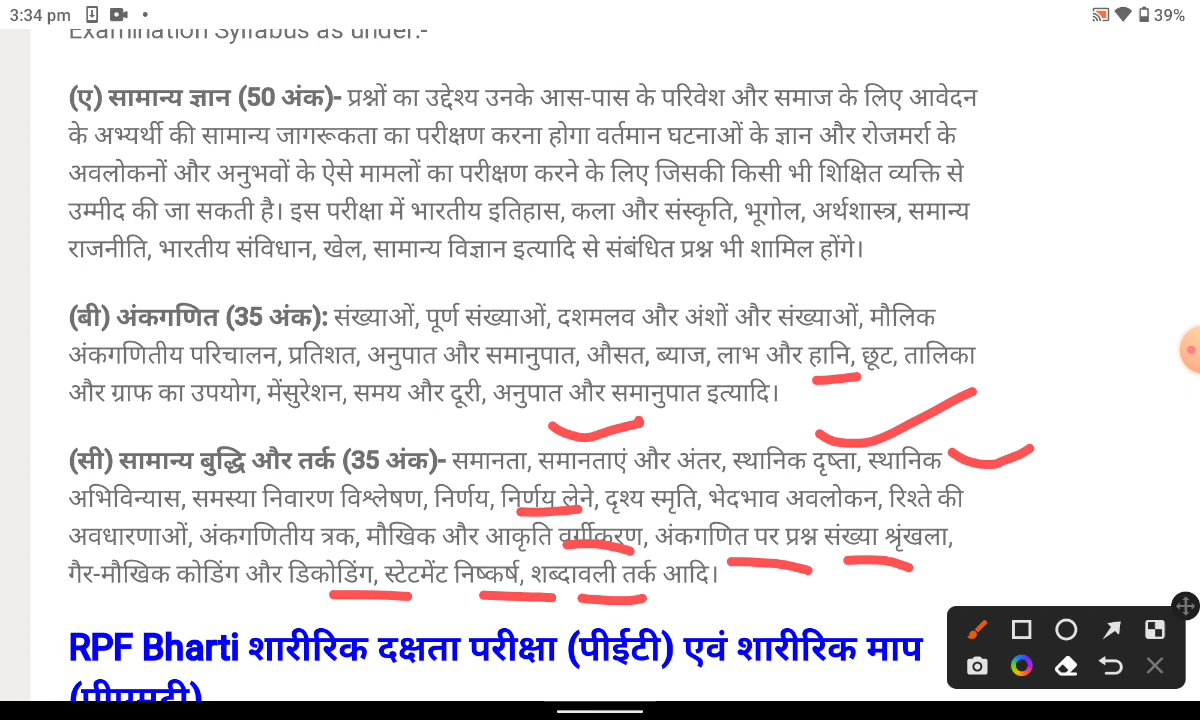 3:34 pm
39%
Examination Syllabus as under:-
(ए) सामान्य ज्ञान (50 अंक)- प्रश्नों का उद्देश्य उनके आस-पास के परिवेश और समाज के लिए आवेदन
के अभ्यर्थी की सामान्य जागरूकता का परीक्षण करना होगा वर्तमान घटनाओं के ज्ञान और रोजमर्रा के
अवलोकनों और अनुभवों के ऐसे मामलों का परीक्षण करने के लिए जिसकी किसी भी शिक्षित व्यक्ति से
उम्मीद की जा सकती है। इस परीक्षा में भारतीय इतिहास, कला और संस्कृति, भूगोल, अर्थशास्त्र, समान्य
राजनीति, भारतीय संविधान, खेल, सामान्य विज्ञान इत्यादि से संबंधित प्रश्न भी शामिल होंगे।
(बी) अंकगणित (35 अंक): संख्याओं, पूर्ण संख्याओं, दशमलव और अंशों और संख्याओं, मौलिक
अंकगणितीय परिचालन, प्रतिशत, अनुपात और समानुपात, औसत, ब्याज, लाभ और हानि, छूट, तालिका
और ग्राफ का उपयोग, मेंसुरेशन, समय और दूरी, अनुपात और समानुपात इत्यादि।
(सी) सामान्य बुद्धि और तर्क (35 अंक)- समानता, समानताएं और अंतर, स्थानिक दृष्ता, स्थानिक
अभिविन्यास, समस्या निवारण विश्लेषण, निर्णय, निर्णय लेने, दृश्य स्मृति, भेदभाव अवलोकन, रिश्ते की
अवधारणाओं, अंकगणितीय त्रक, मौखिक और आकृति वर्गीकरण, अंकगणित पर प्रश्न संख्या श्रृंखला,
गैर-मौखिक कोडिंग और डिकोडिंग, स्टेटमेंट निष्कर्ष, शब्दावली तर्क आदि।
RPF Bharti शारीरिक दक्षता परीक्षा (पीईटी) एवं शारीरिक माप
(पीएमटी)